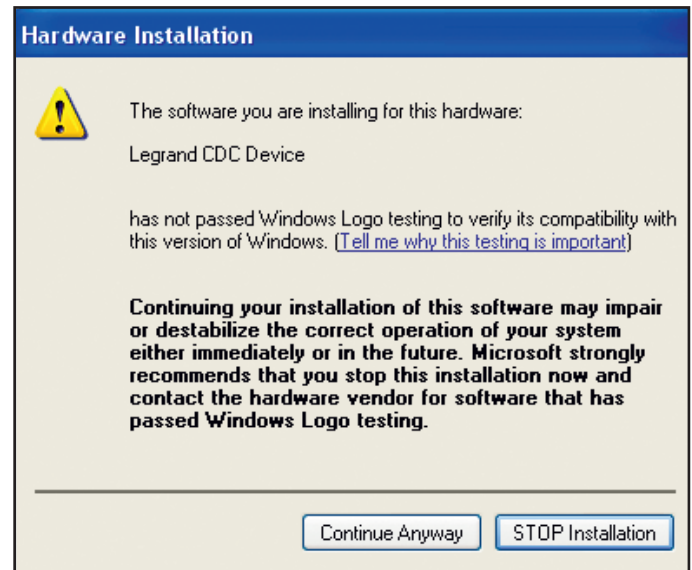 Hardware Installation
The software you are installing for this hardware:
Legrand CDC Device
has not passed Windows Logo testing to verify its compatibility with
this version of Windows. (Tell me why this testing is important)
Continuing your installation of this software may impair
or destabilize the correct operation of your system
either immediately or in the future. Microsoft strongly
recommends that you stop this installation now and
contact the hardware vendor for software that has
passed Windows Logo testing.
Continue Anyway
STOP Installation